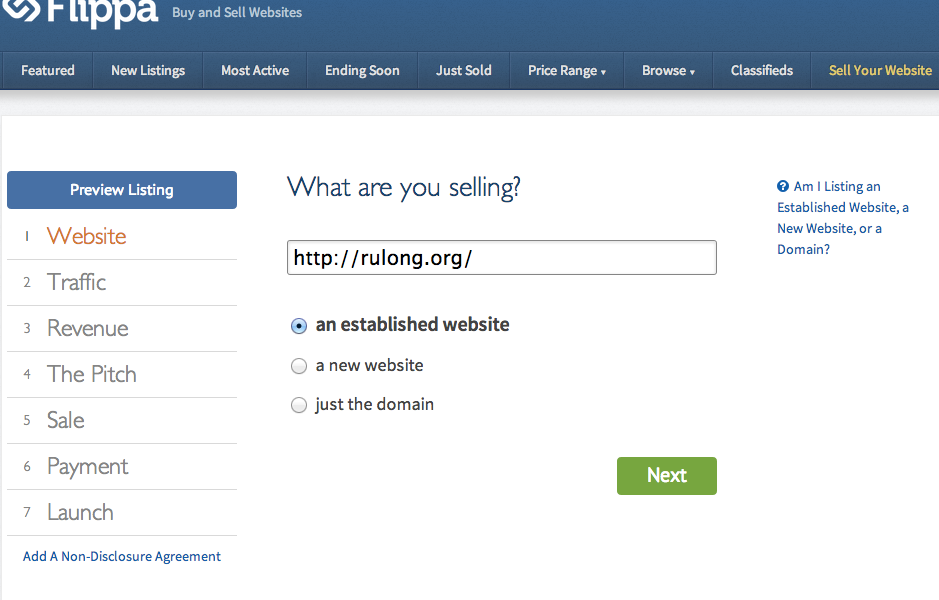 Flippa Buy and Sell Websites
Featured New Listings Most Active Ending Soon Just Sold Price Range ▾ Browse ▾ Classifieds Sell Your Website
Preview Listing
1 Website
2 Traffic
3 Revenue
4 The Pitch
5 Sale
6 Payment
7 Launch
Add A Non-Disclosure Agreement
What are you selling?
http://rulong.org/
an established website
a new website
just the domain
Next
? Am I Listing an
Established Website, a
New Website, or a
Domain?